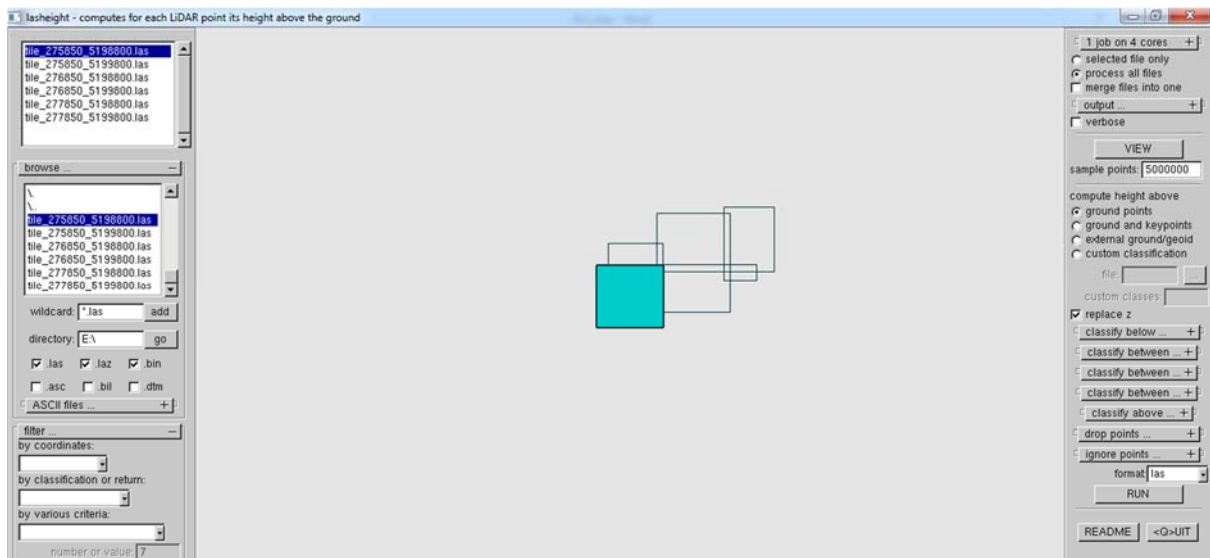 lasheight - computes for each LiDAR point its height above the ground
tile_275850_5198800.las
tile_275850_5199800.las
tile_276850_5198800.las
tile_276850_5199800.las
tile_277850_5198800.las
tile_277850_5199800.las
browse ...
\.
\..
tile_275850_5198800.las
tile_275850_5199800.las
tile_276850_5198800.las
tile_276850_5199800.las
tile_277850_5198800.las
tile_277850_5199800.las
wildcard: *.las add
directory: E:\ go
.las .laz .bin
.asc .bil .dtm
ASCII files ... +
filter ...
by coordinates:
by classification or return:
by various criteria:
number or value: 7
1 job on 4 cores +
selected file only
process all files
merge files into one
output ... +
verbose
VIEW
sample points: 5000000
compute height above
ground points
ground and keypoints
external ground/geoid
custom classification
file: ...
custom classes:
replace z
classify below ... +
classify between ... +
classify between ... +
classify between ... +
classify above ... +
drop points ... +
ignore points ... +
format: las
RUN
README <Q>UIT